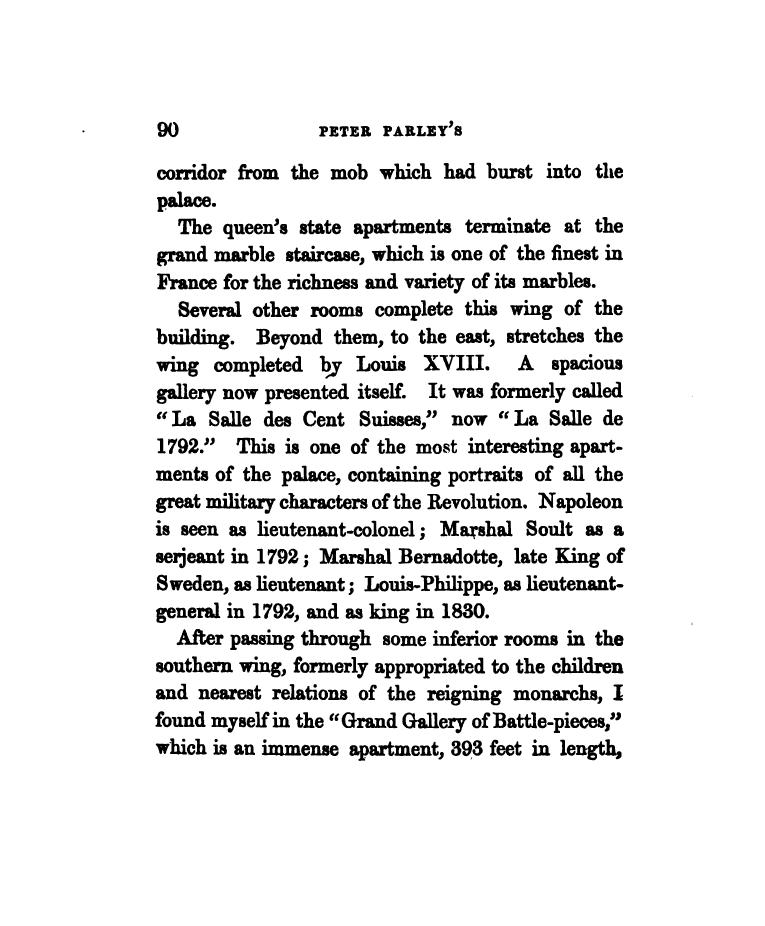 90 PETER PARLEY'S
corridor from the mob which had burst into the
palace.
The queen's state apartments terminate at the
grand marble staircase, which is one of the finest in
France for the richness and variety of its marbles.
Several other rooms complete this wing of the
building. Beyond them, to the east, stretches the
wing completed by Louis XVIII. A spacious
gallery now presented itself. It was formerly called
"La Salle des Cent Suisses," now "La Salle de
1792." This is one of the most interesting apart-
ments of the palace, containing portraits of all the
great military characters of the Revolution. Napoleon
is seen as lieutenant-colonel; Marshal Soult as a
serjeant in 1792; Marshal Bernadotte, late King of
Sweden, as lieutenant; Louis-Philippe, as lieutenant-
general in 1792, and as king in 1830.
After passing through some inferior rooms in the
southern wing, formerly appropriated to the children
and nearest relations of the reigning monarchs, I
found myself in the "Grand Gallery of Battle-pieces,"
which is an immense apartment, 393 feet in length,